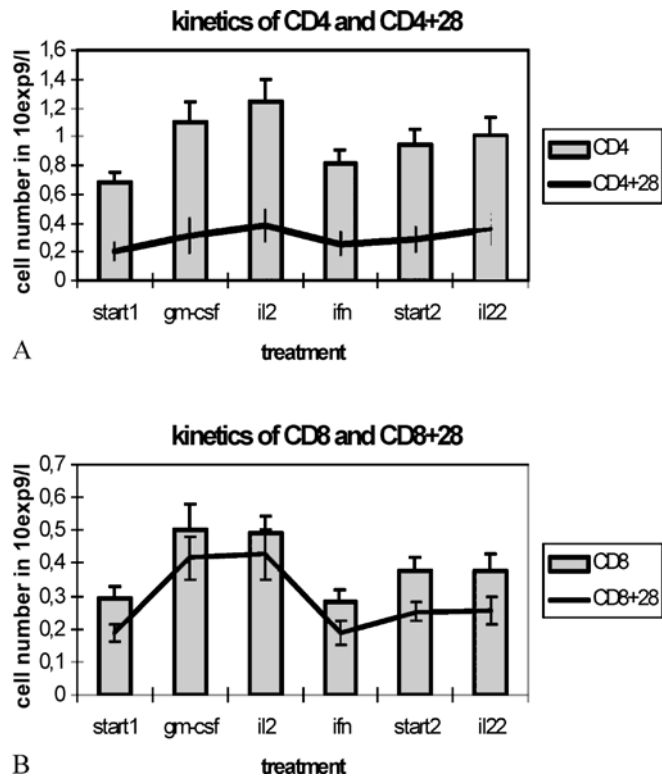 kinetics of CD4 and CD4+28
cell number in 10exp9/l
1,6
1,4
1,2
1
0,8
0,6
0,4
0,2
0
start1 gm-csf il2 ifn start2 il22
treatment
CD4
CD4+28
A
kinetics of CD8 and CD8+28
cell number in 10exp9/l
0,7
0,6
0,5
0,4
0,3
0,2
0,1
0
start1 gm-csf il2 ifn start2 il22
treatment
CD8
CD8+28
B